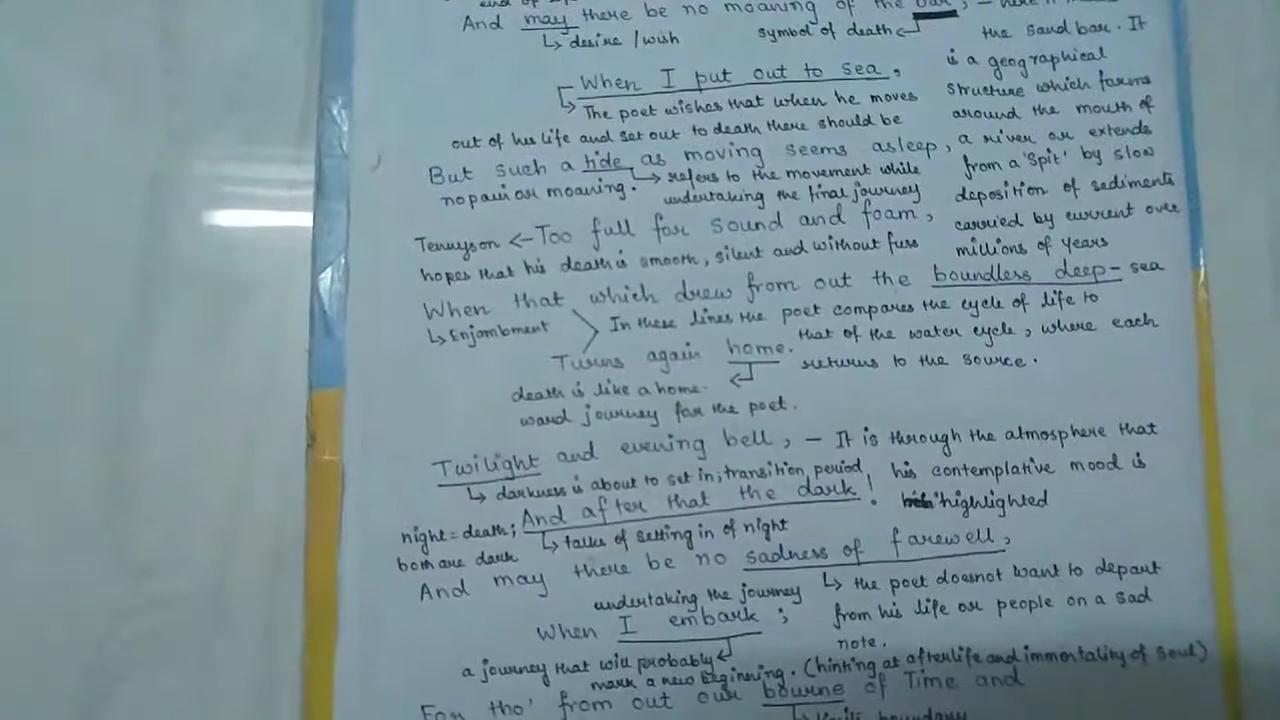 And may there be no moaning of the bar,
↳ desire / wish
symbol of death ↵
the sand bar. It
is a geographical
structure which forms
around the mouth of
a river or extends
from a 'spit' by slow
deposition of sediments
carried by current over
millions of years
When I put out to sea,
↳ The poet wishes that when he moves
out of his life and set out to death there should be
no pain or moaning.
But such a tide as moving seems asleep,
↳ refers to the movement while
undertaking the final journey
Tennyson ← Too full for sound and foam,
hopes that his death is smooth, silent and without fuss
When that which drew from out the boundless deep - sea
↳ Enjambment
In these lines the poet compares the cycle of life to
that of the water cycle, where each
returns to the source.
Turns again home.
death is like a home-
ward journey for the poet.
Twilight and evening bell, - It is through the atmosphere that
his contemplative mood is
highlighted
↳ darkness is about to set in; transition period
And after that the dark!
night = death;
both are dark
↳ talks of setting in of night
And may there be no sadness of farewell,
↳ the poet doesnot want to depart
from his life or people on a sad
note.
undertaking the journey
When I embark;
a journey that will probably
mark a new beginning. (hinting at afterlife and immortality of soul)
For tho' from out our bourne of Time and